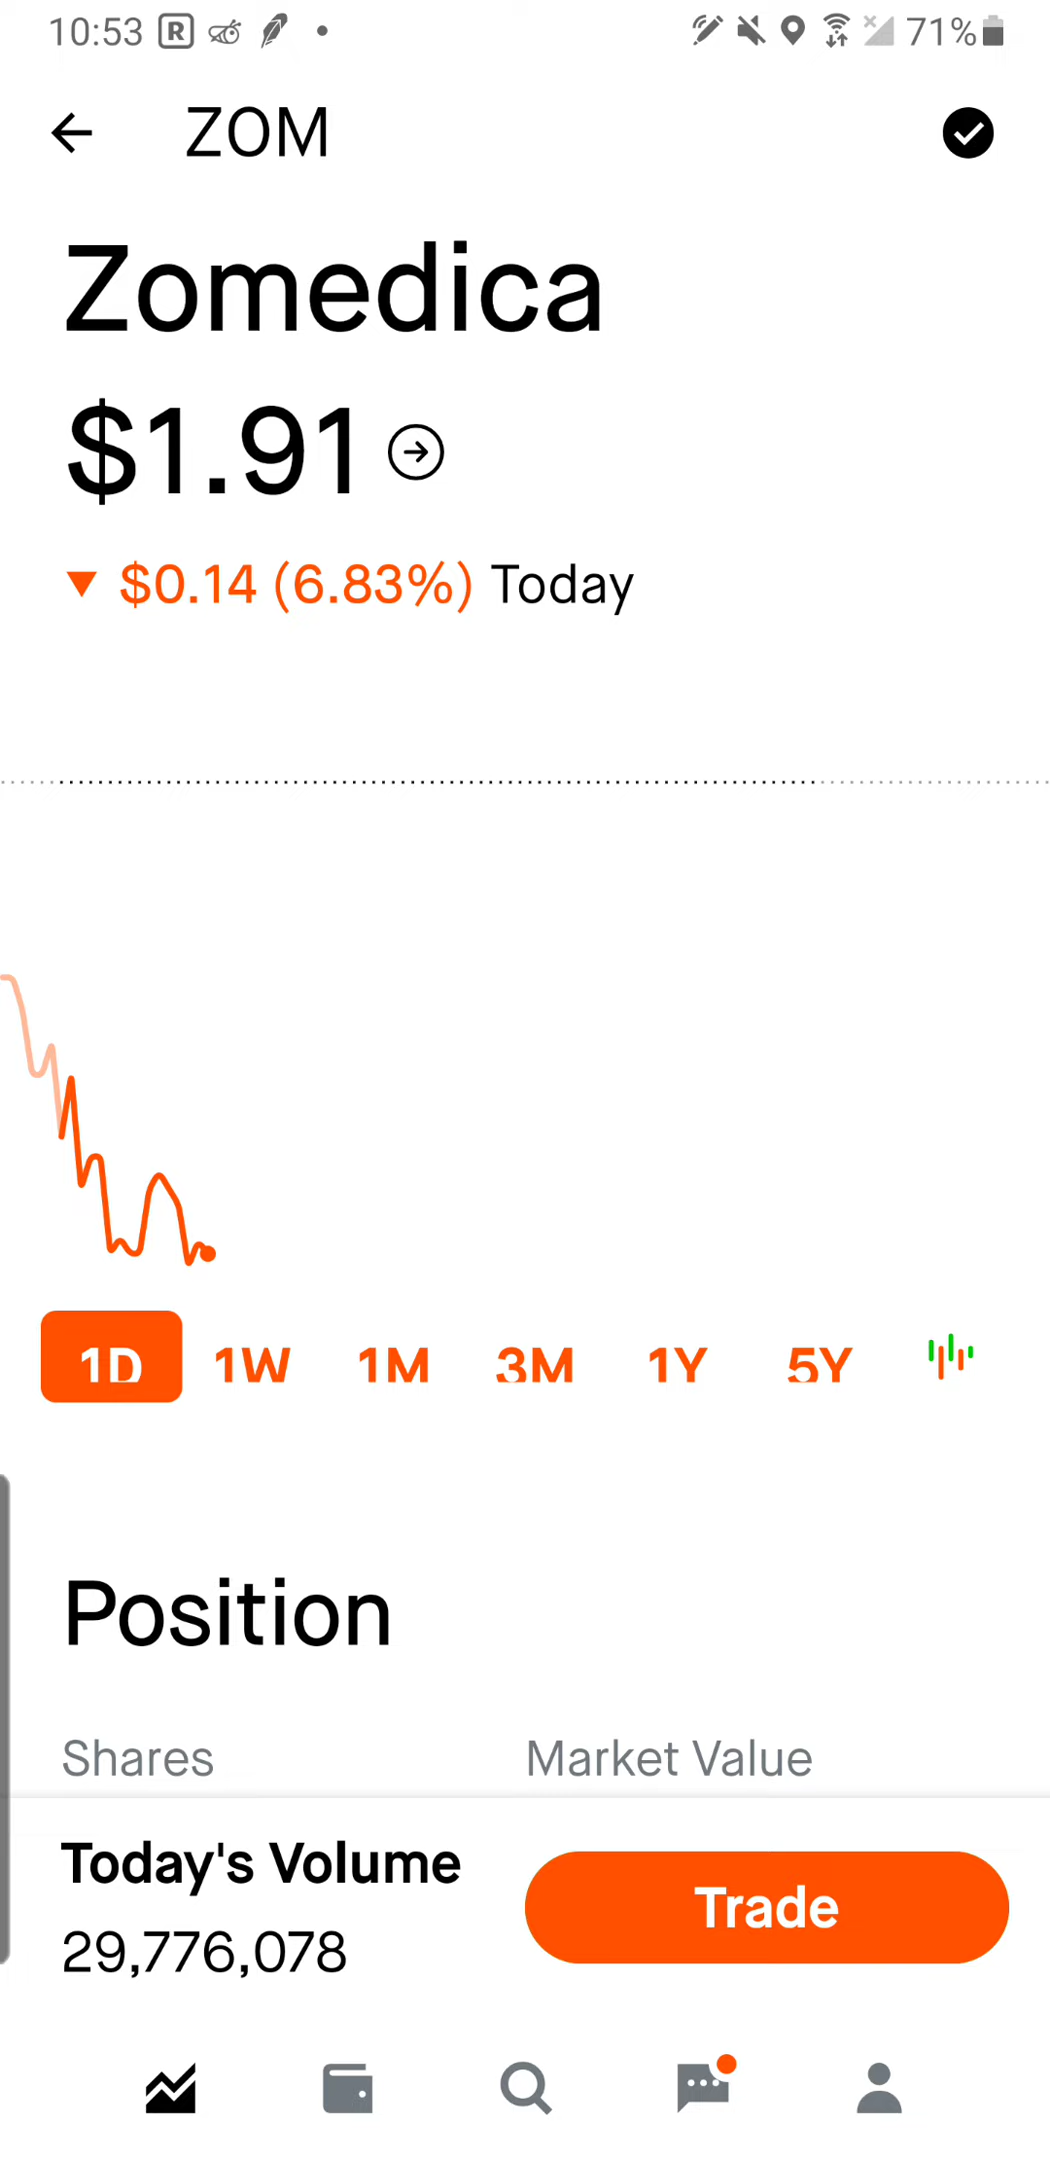 10:53 R 71%
ZOM
Zomedica
$1.91
$0.14 (6.83%) Today
1D 1W 1M 3M 1Y 5Y
Position
Shares Market Value
Today's Volume
29,776,078
Trade